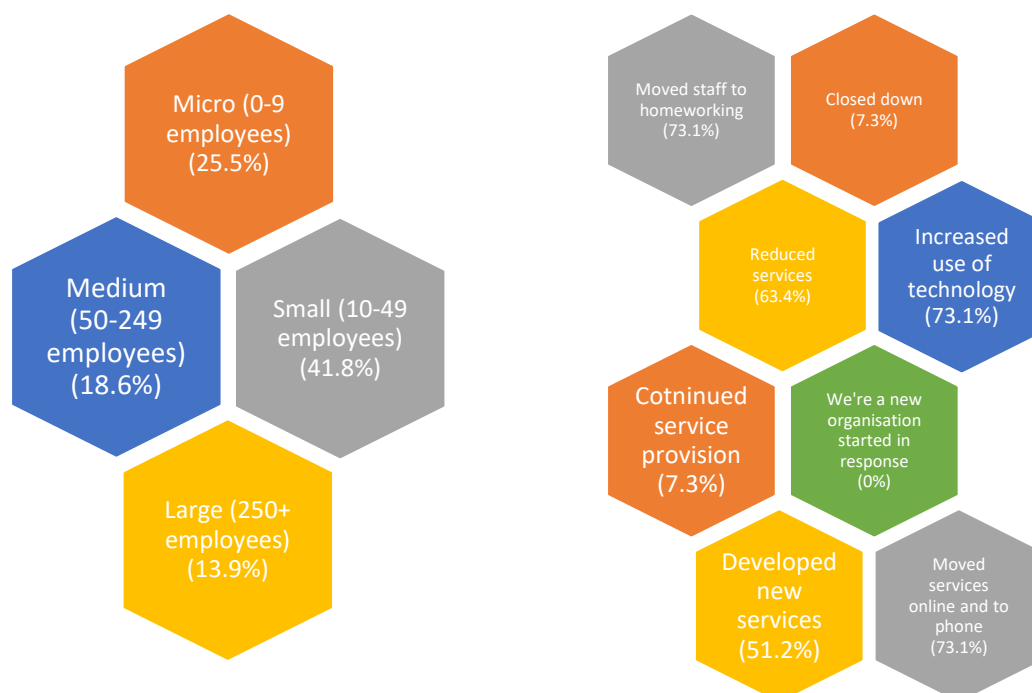 Micro (0-9
employees)
(25.5%)
Medium
(50-249
employees)
(18.6%)
Small (10-49
employees)
(41.8%)
Large (250+
employees)
(13.9%)
Moved staff to
homeworking
(73.1%)
Closed down
(7.3%)
Reduced
services
(63.4%)
Increased
use of
technology
(73.1%)
Cotninued
service
provision
(7.3%)
We're a new
organisation
started in
response
(0%)
Developed
new
services
(51.2%)
Moved
services
online and to
phone
(73.1%)